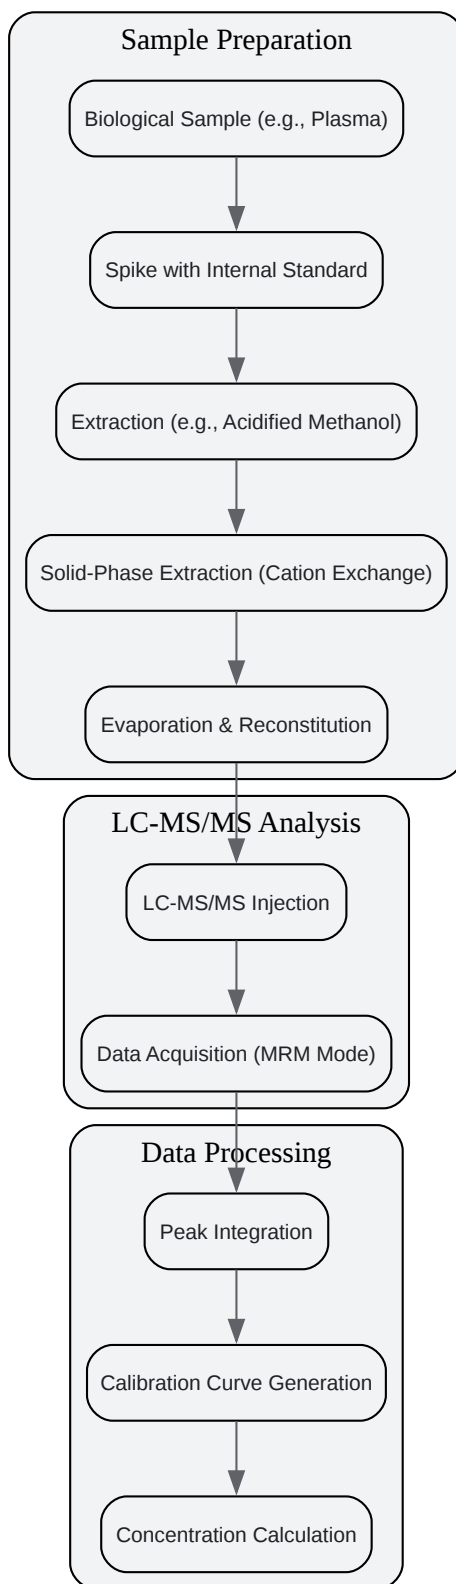 Sample Preparation
Biological Sample (e.g., Plasma)
Spike with Internal Standard
Extraction (e.g., Acidified Methanol)
Solid-Phase Extraction (Cation Exchange)
Evaporation & Reconstitution
LC-MS/MS Analysis
LC-MS/MS Injection
Data Acquisition (MRM Mode)
Data Processing
Peak Integration
Calibration Curve Generation
Concentration Calculation